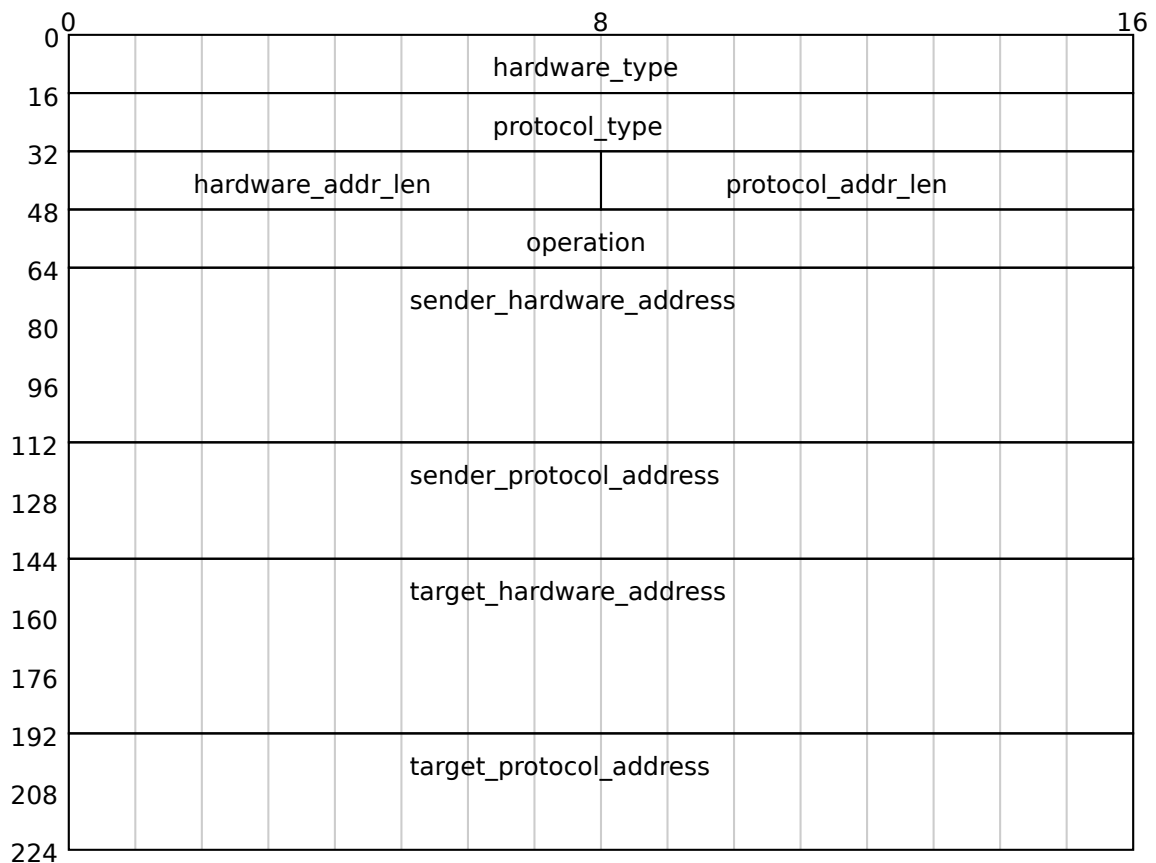 0 8 16
0
hardware_type
16
protocol_type
32
hardware_addr_len protocol_addr_len
48
operation
64
sender_hardware_address
80
96
112
sender_protocol_address
128
144
target_hardware_address
160
176
192
target_protocol_address
208
224